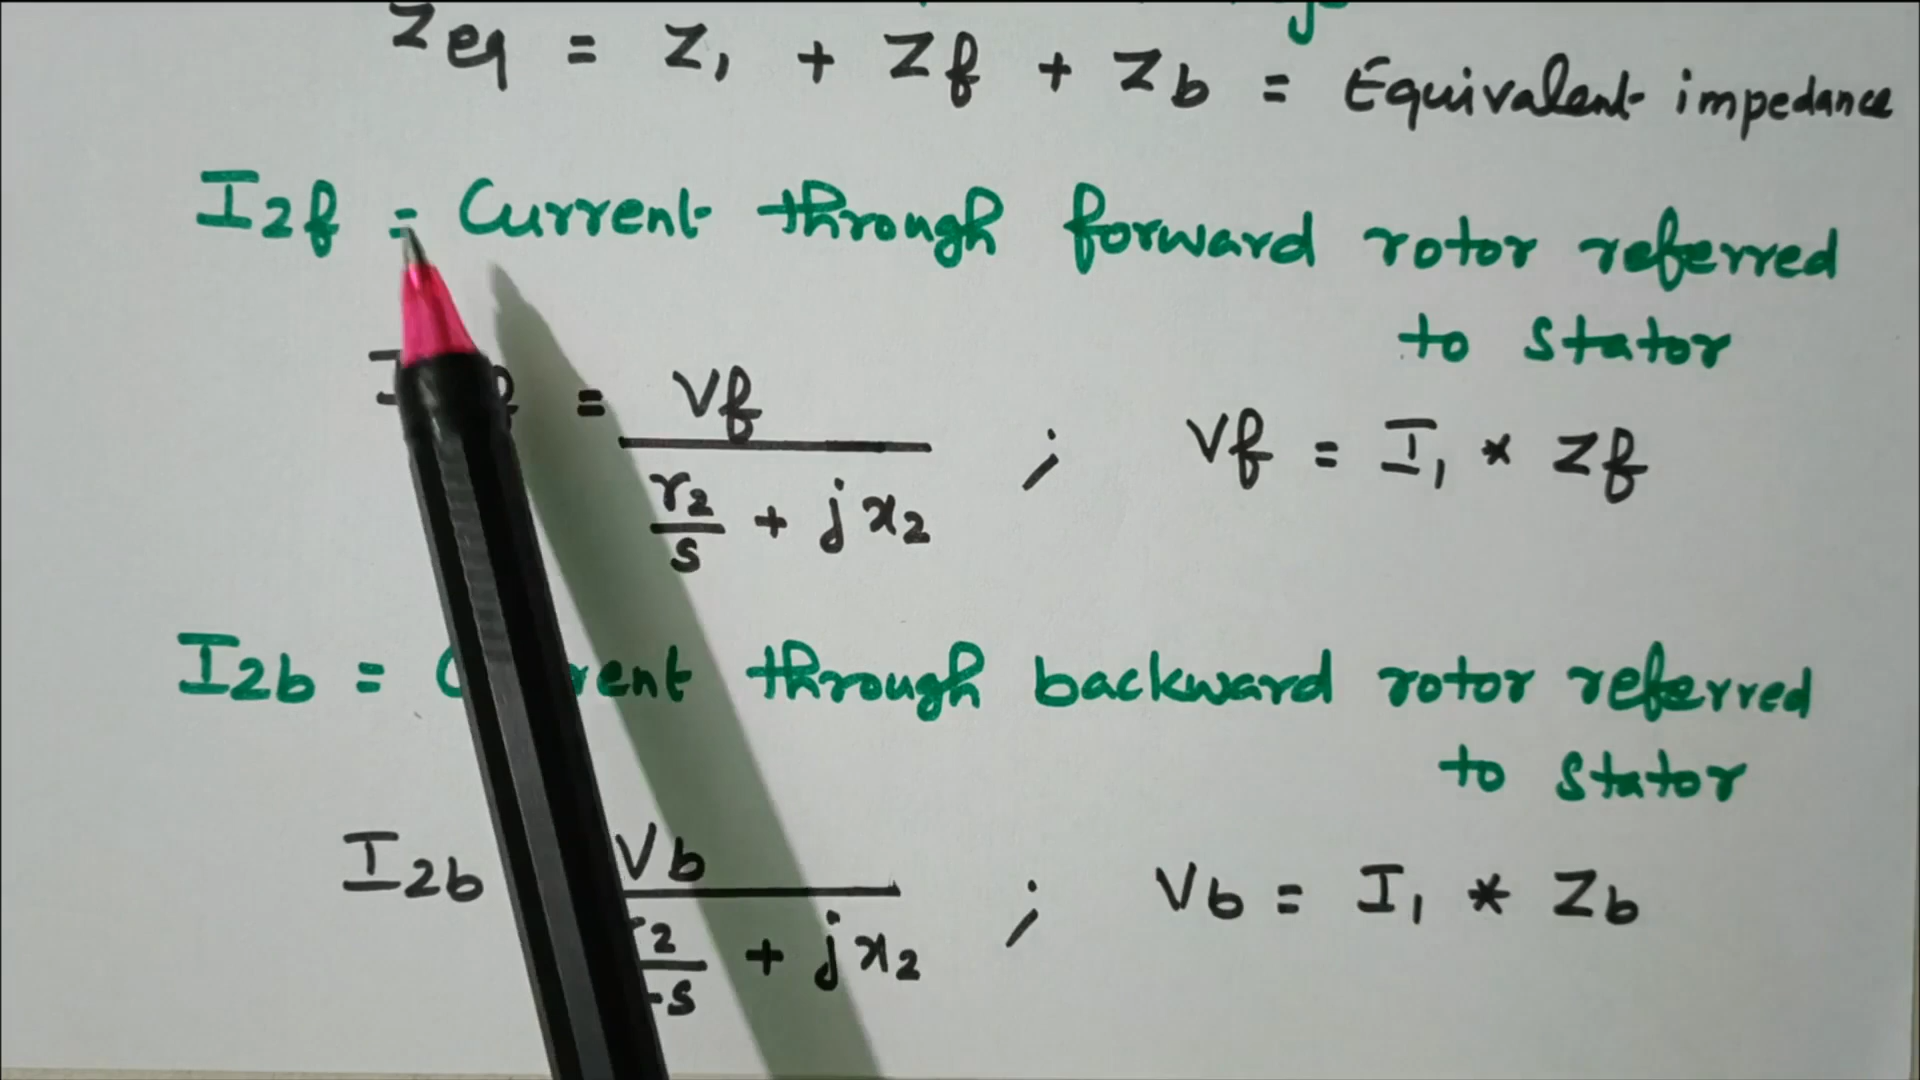 Zeq = Z1 + Zf + Zb = Equivalent impedance
I2f = Current through forward rotor referred
to stator
= Vf / (r2/s + jx2) ; Vf = I1 * Zf
I2b = through backward rotor referred
to stator
I2b Vb / (2/-s + jx2) ; Vb = I1 * Zb